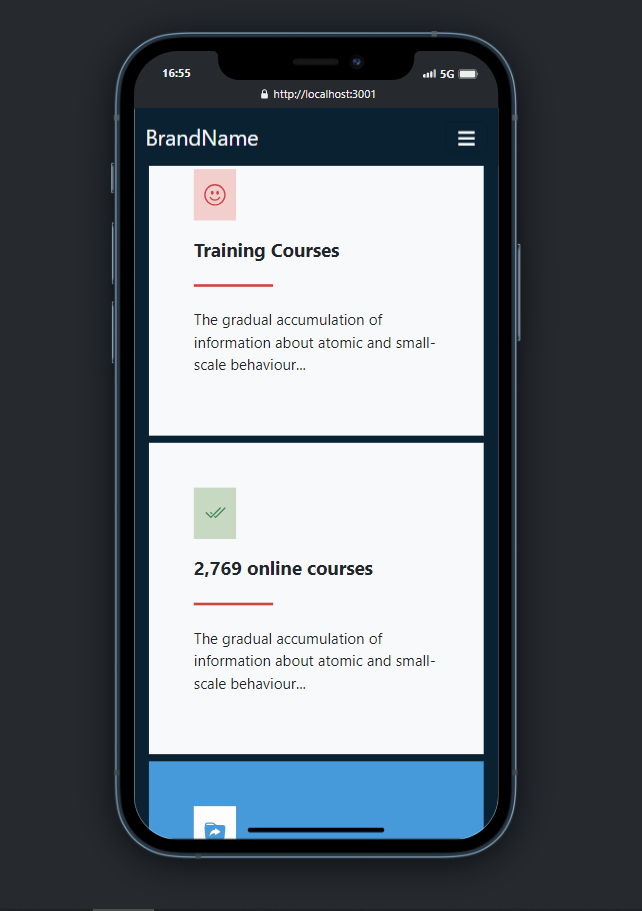 16:55
5G
http://localhost:3001
BrandName
Training Courses
The gradual accumulation of
information about atomic and small-
scale behaviour...
2,769 online courses
The gradual accumulation of
information about atomic and small-
scale behaviour...